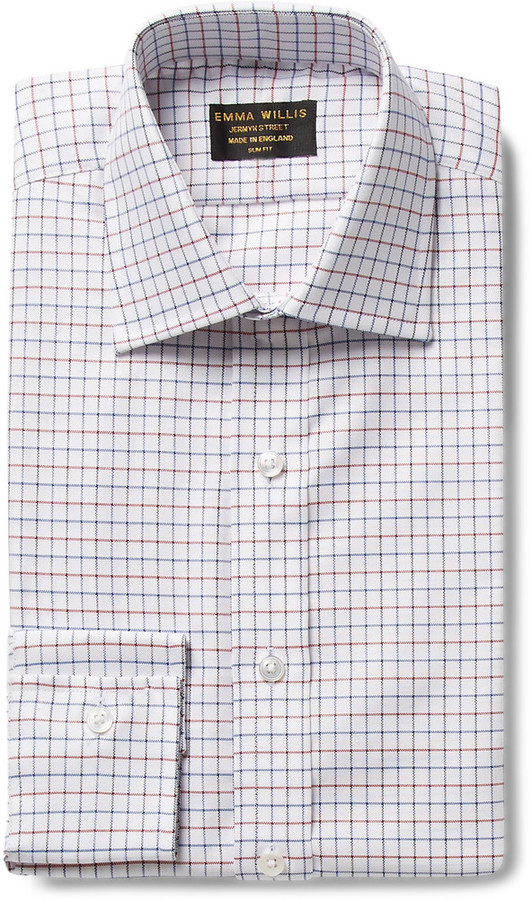 EMMA WILLIS
JERMYN STREET
MADE IN ENGLAND
SLIM FIT